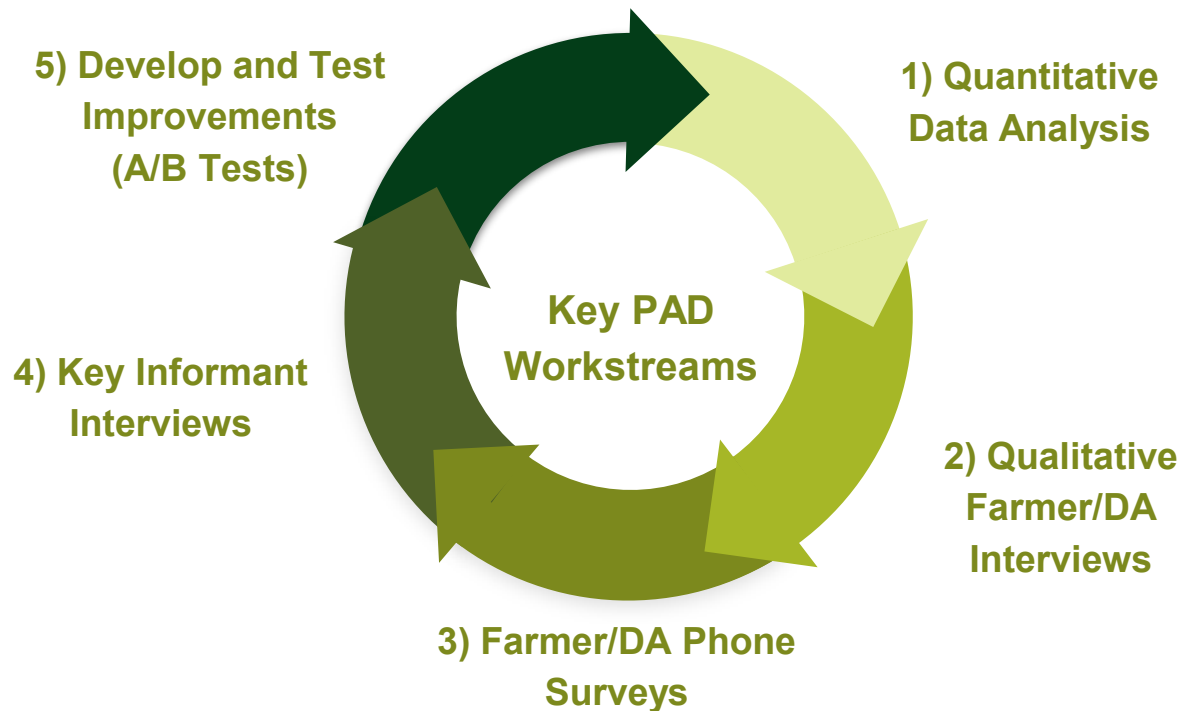 5) Develop and Test
Improvements
(A/B Tests)
1) Quantitative
Data Analysis
Key PAD
Workstreams
4) Key Informant
Interviews
2) Qualitative
Farmer/DA
Interviews
3) Farmer/DA Phone
Surveys